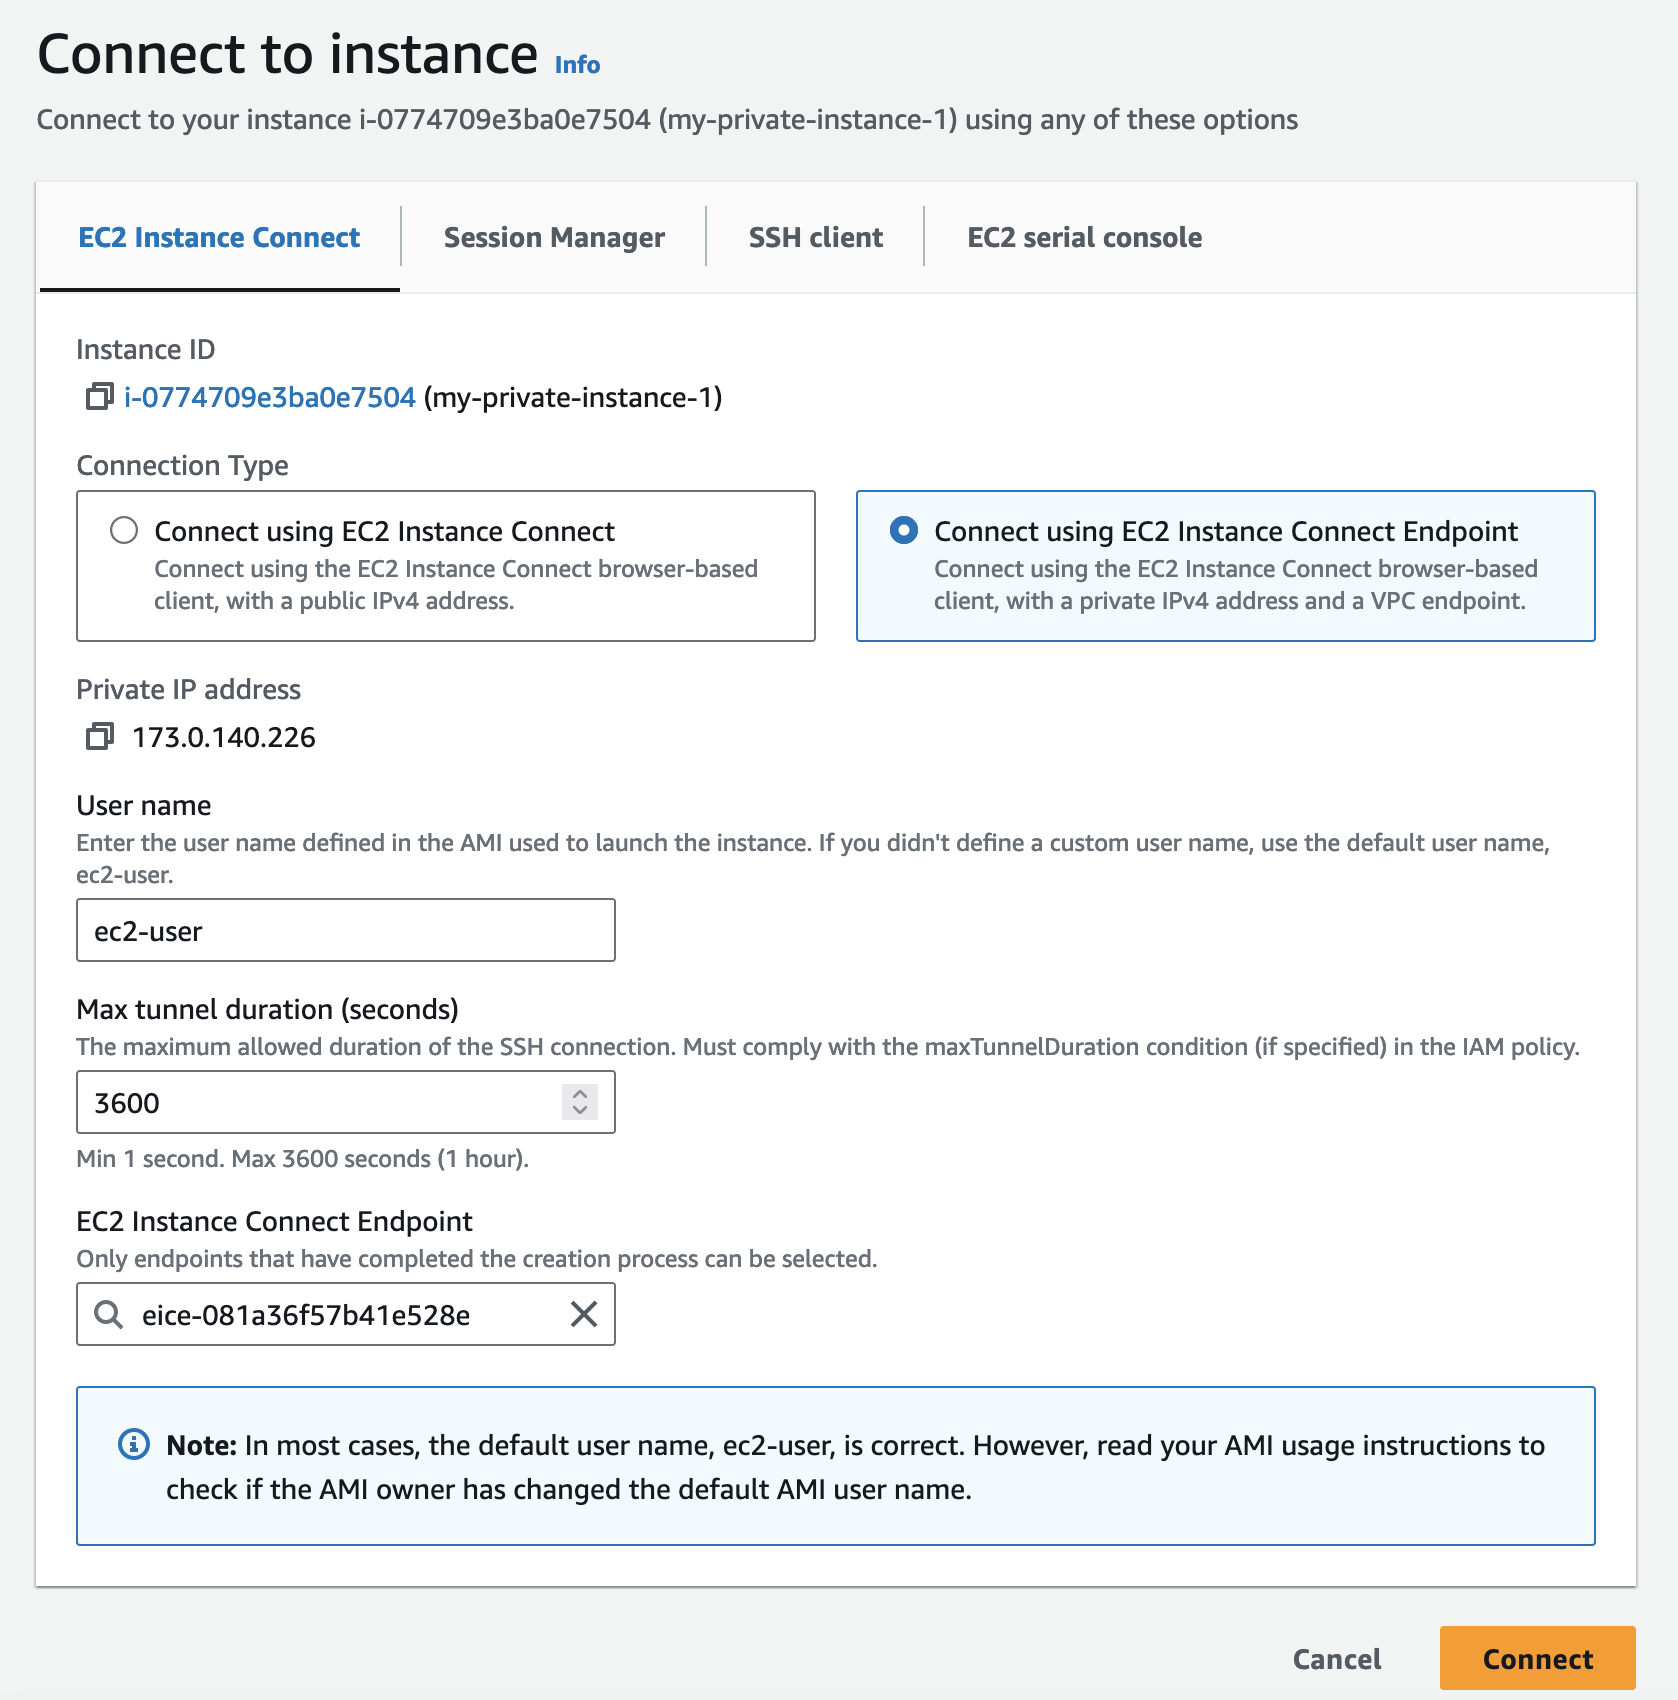 Connect to instance Info
Connect to your instance i-0774709e3ba0e7504 (my-private-instance-1) using any of these options
EC2 Instance Connect
Session Manager
SSH client
EC2 serial console
Instance ID
i-0774709e3ba0e7504 (my-private-instance-1)
Connection Type
Connect using EC2 Instance Connect
Connect using the EC2 Instance Connect browser-based
client, with a public IPv4 address.
Connect using EC2 Instance Connect Endpoint
Connect using the EC2 Instance Connect browser-based
client, with a private IPv4 address and a VPC endpoint.
Private IP address
173.0.140.226
User name
Enter the user name defined in the AMI used to launch the instance. If you didn't define a custom user name, use the default user name,
ec2-user.
ec2-user
Max tunnel duration (seconds)
The maximum allowed duration of the SSH connection. Must comply with the maxTunnelDuration condition (if specified) in the IAM policy.
3600
Min 1 second. Max 3600 seconds (1 hour).
EC2 Instance Connect Endpoint
Only endpoints that have completed the creation process can be selected.
eice-081a36f57b41e528e
Note: In most cases, the default user name, ec2-user, is correct. However, read your AMI usage instructions to
check if the AMI owner has changed the default AMI user name.
Cancel
Connect